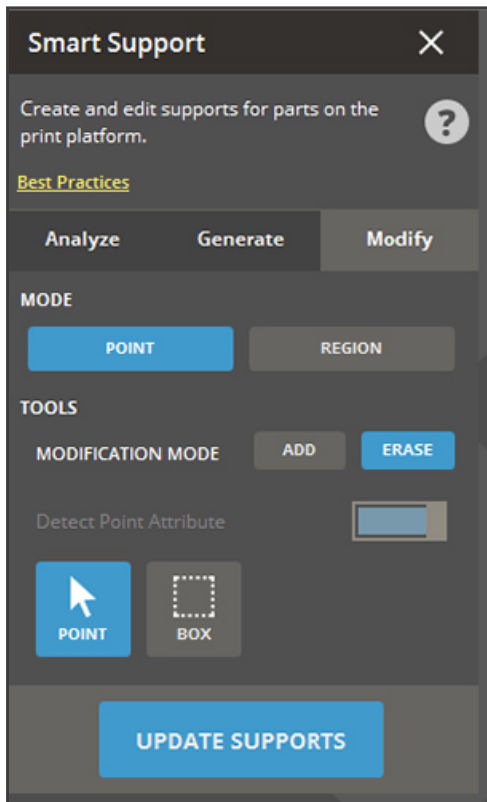 Smart Support
?
Create and edit supports for parts on the
print platform.
Best Practices
Analyze Generate Modify
MODE
POINT REGION
TOOLS
MODIFICATION MODE ADD ERASE
Detect Point Attribute
POINT BOX
UPDATE SUPPORTS